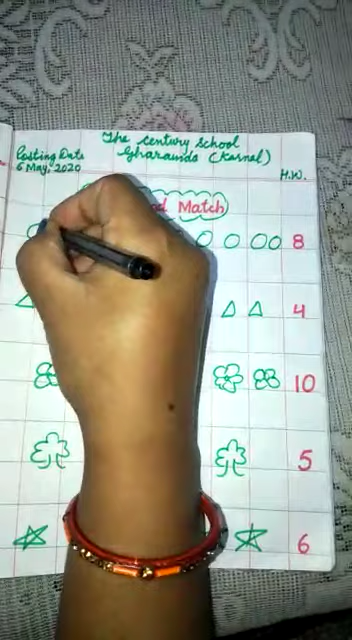 The Century School
Gharaunda (Karnal)
Posting Date
6 May, 2020
H.W.
Match
8
4
10
5
6